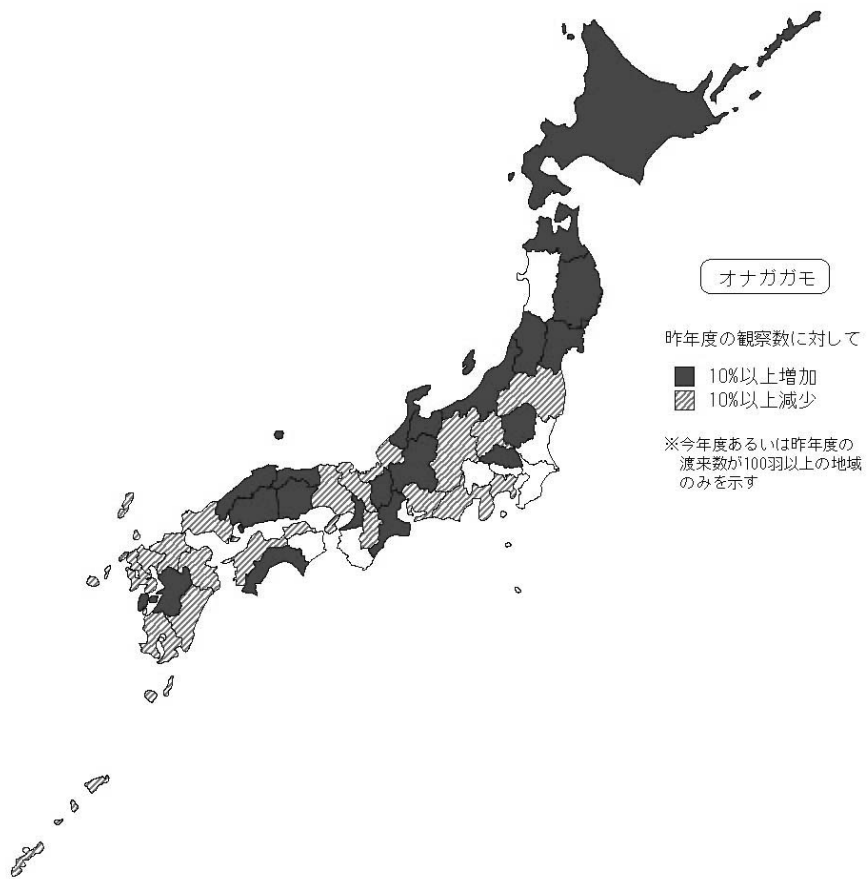 オナガガモ
昨年度の観察数に対して
10%以上増加
10%以上減少
※今年度あるいは昨年度の
渡来数が100羽以上の地域
のみを示す